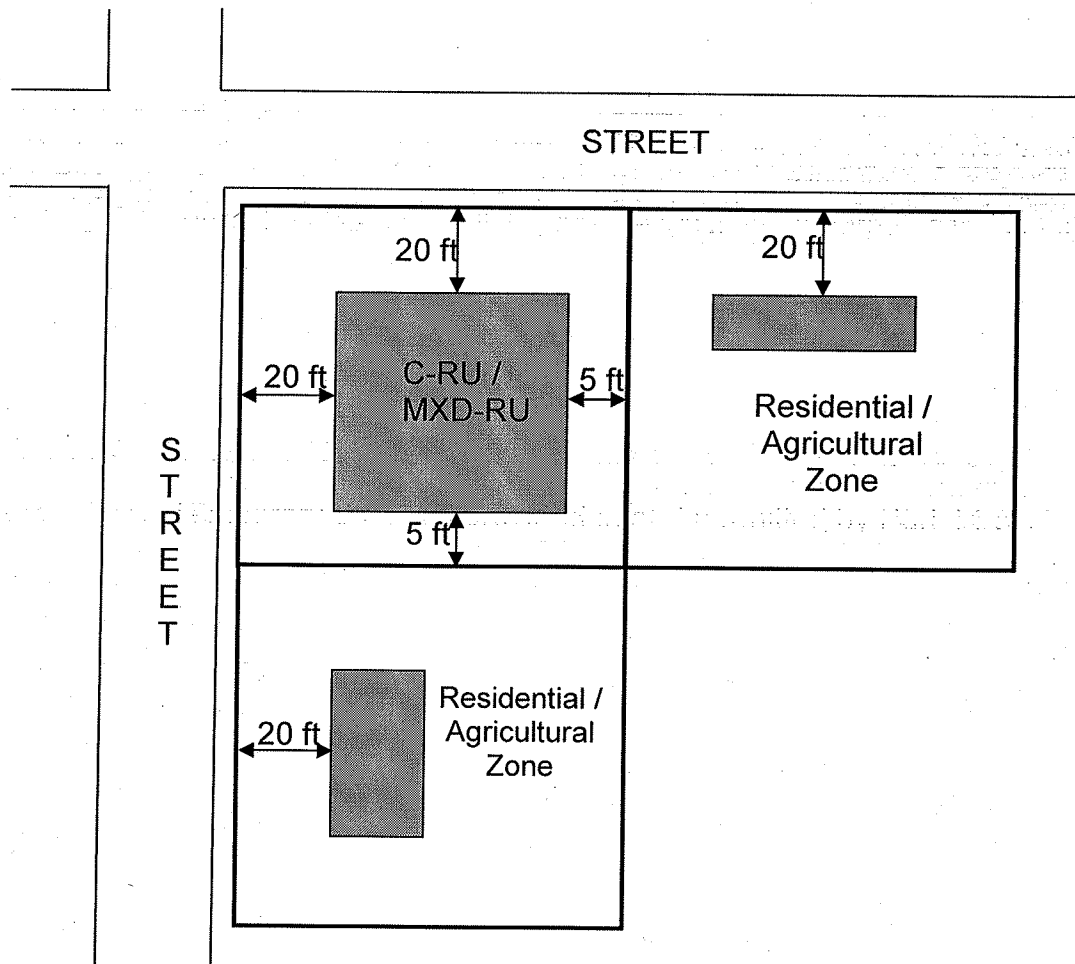 STREET
20 ft
20 ft
20 ft
C-RU /
MXD-RU
5 ft
Residential /
Agricultural
Zone
5 ft
STREET
Residential /
Agricultural
Zone
20 ft